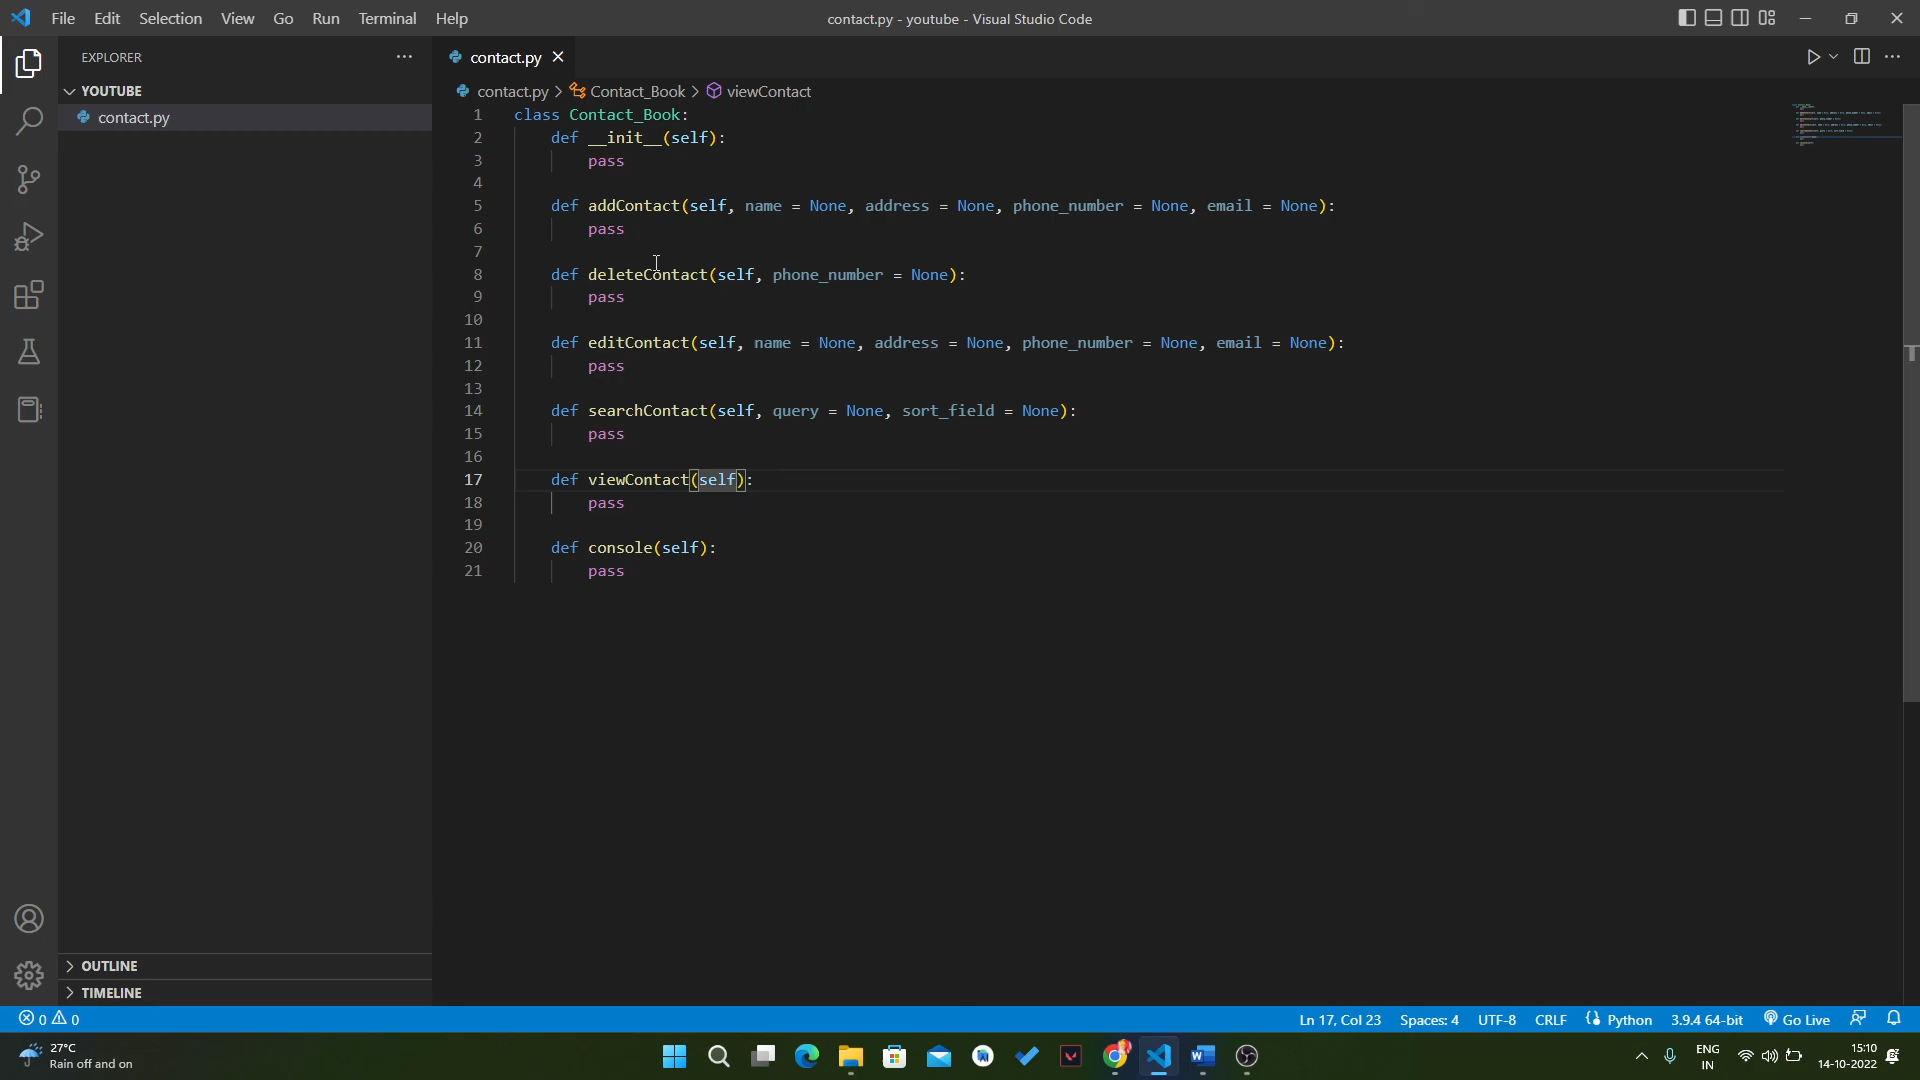 File Edit Selection View Go Run Terminal Help
contact.py - youtube - Visual Studio Code
EXPLORER
YOUTUBE
contact.py
OUTLINE
TIMELINE
contact.py
contact.py > Contact_Book > viewContact
1 class Contact_Book:
2 def __init__(self):
3 pass
4
5 def addContact(self, name = None, address = None, phone_number = None, email = None):
6 pass
7
8 def deleteContact(self, phone_number = None):
9 pass
10
11 def editContact(self, name = None, address = None, phone_number = None, email = None):
12 pass
13
14 def searchContact(self, query = None, sort_field = None):
15 pass
16
17 def viewContact(self):
18 pass
19
20 def console(self):
21 pass
0 0
Ln 17, Col 23 Spaces: 4 UTF-8 CRLF Python 3.9.4 64-bit Go Live
27°C
Rain off and on
ENG
IN
15:10
14-10-2022